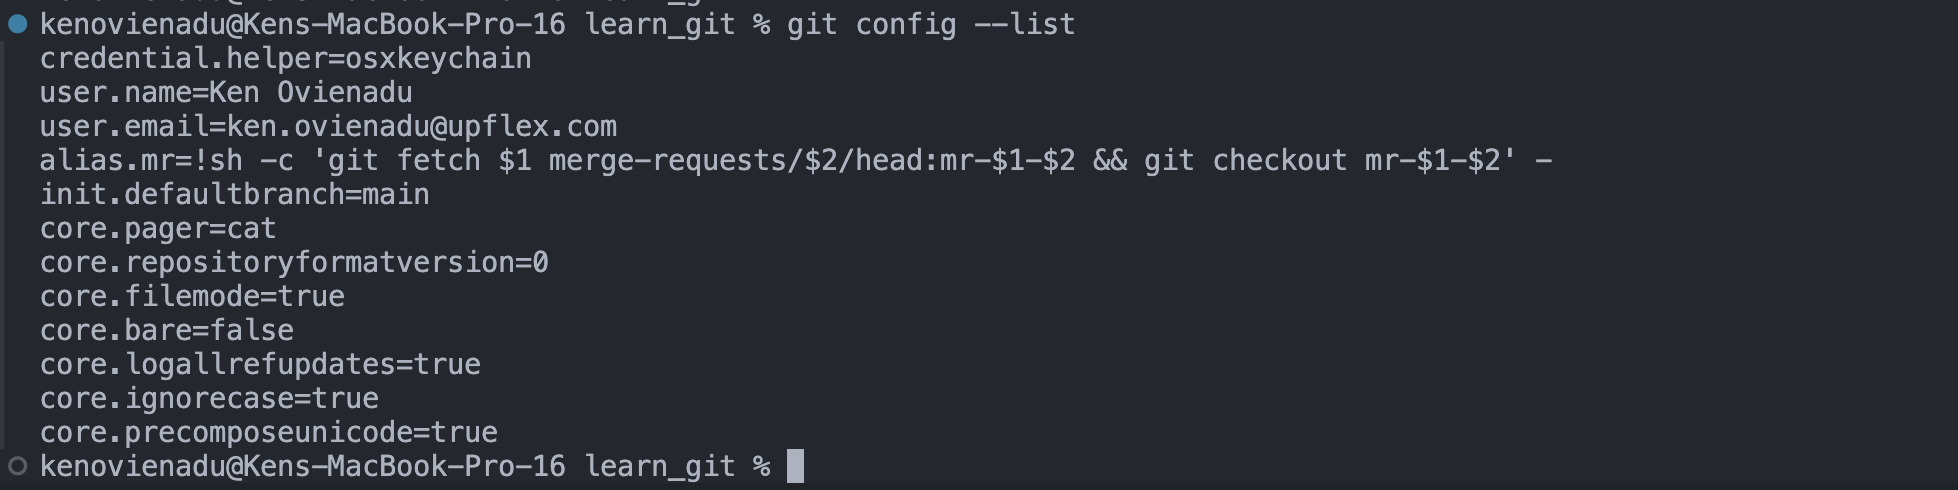 kenovienadu@Kens-MacBook-Pro-16 learn_git % git config --list
credential.helper=osxkeychain
user.name=Ken Ovienadu
user.email=ken.ovienadu@upflex.com
alias.mr=!sh -c 'git fetch $1 merge-requests/$2/head:mr-$1-$2 && git checkout mr-$1-$2' -
init.defaultbranch=main
core.pager=cat
core.repositoryformatversion=0
core.filemode=true
core.bare=false
core.logallrefupdates=true
core.ignorecase=true
core.precomposeunicode=true
kenovienadu@Kens-MacBook-Pro-16 learn_git %